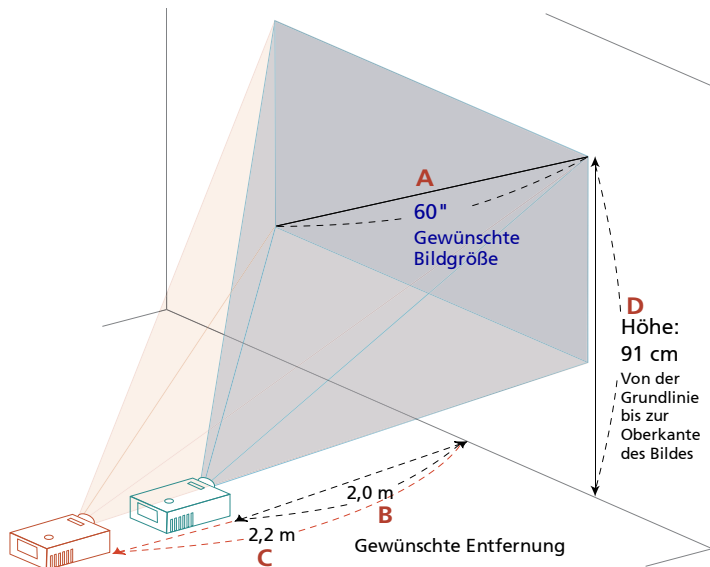 A
60"
Gewünschte
Bildgröße
D
Höhe:
91 cm
Von der
Grundlinie
bis zur
Oberkante
des Bildes
2,0 m
B
2,2 m
C
Gewünschte Entfernung